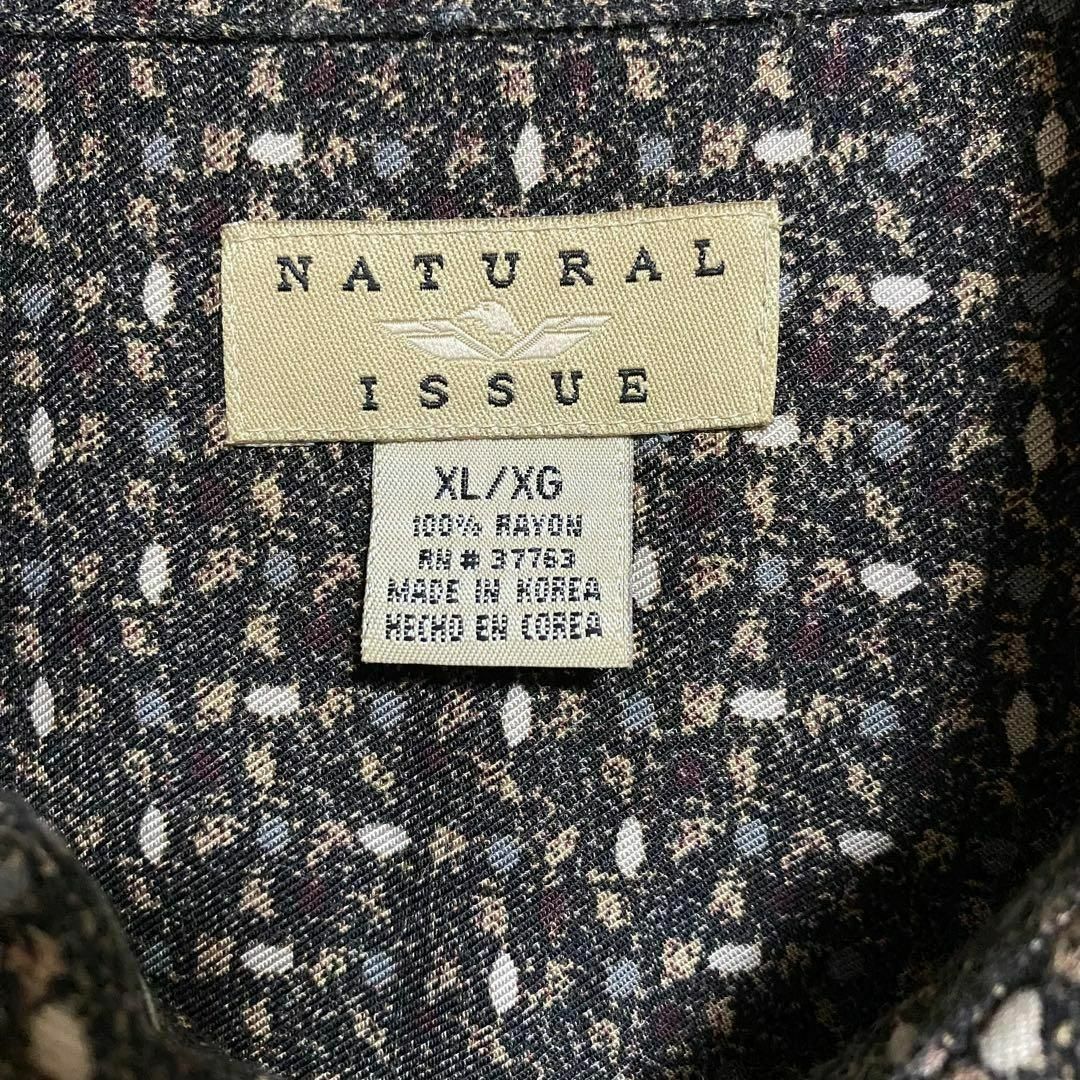 NATURAL
ISSUE
XL/XG
100% RAYON
RN # 37763
MADE IN KOREA
HECHO EN COREA